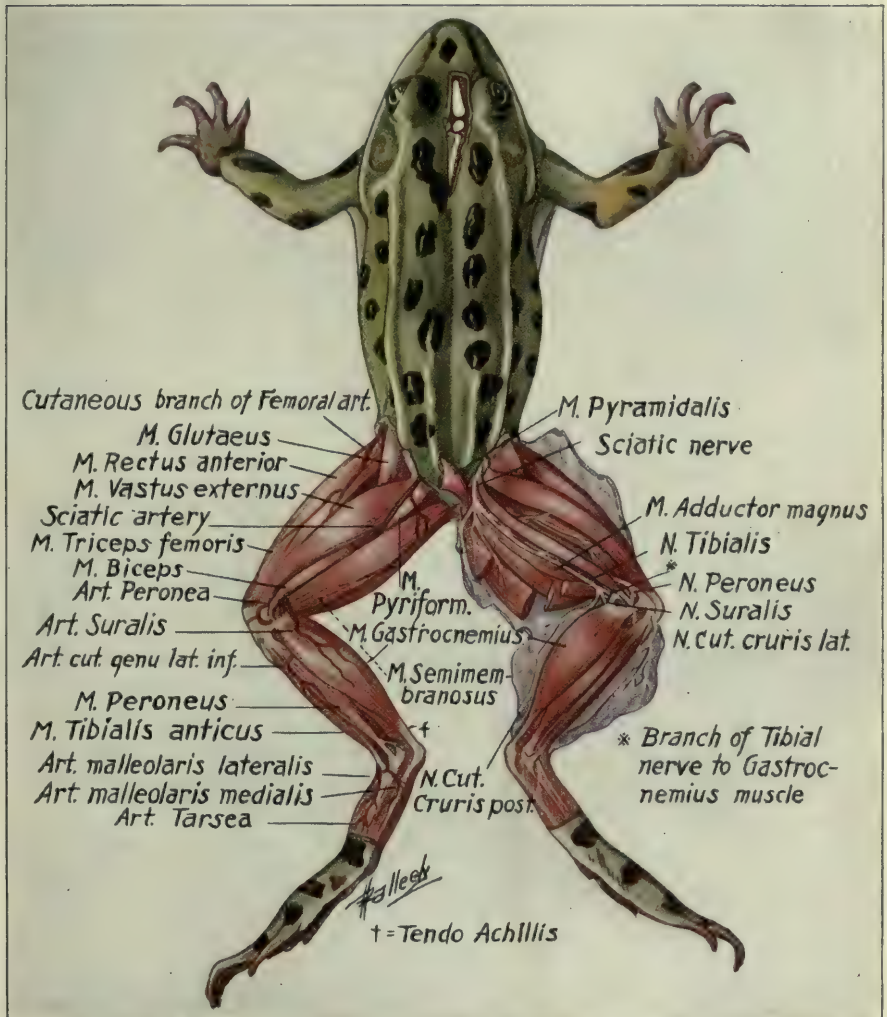 Cutaneous branch of Femoral art.
M. Glutaeus
M. Rectus anterior
M. Vastus externus
Sciatic artery
M. Triceps femoris
M. Biceps
Art. Peronea
Art. Suralis
Art. cut. genu lat. inf.
M. Peroneus
M. Tibialis anticus
Art. malleolaris lateralis
Art. malleolaris medialis
Art. Tarsea
M.
Pyriform.
M. Gastrocnemius
M. Semimem-
branosus
†
N. Cut.
Cruris post.
M. Pyramidalis
Sciatic nerve
M. Adductor magnus
N. Tibialis
※
N. Peroneus
N. Suralis
N. Cut. cruris lat.
※ Branch of Tibial
nerve to Gastroc-
nemius muscle
† = Tendo Achillis